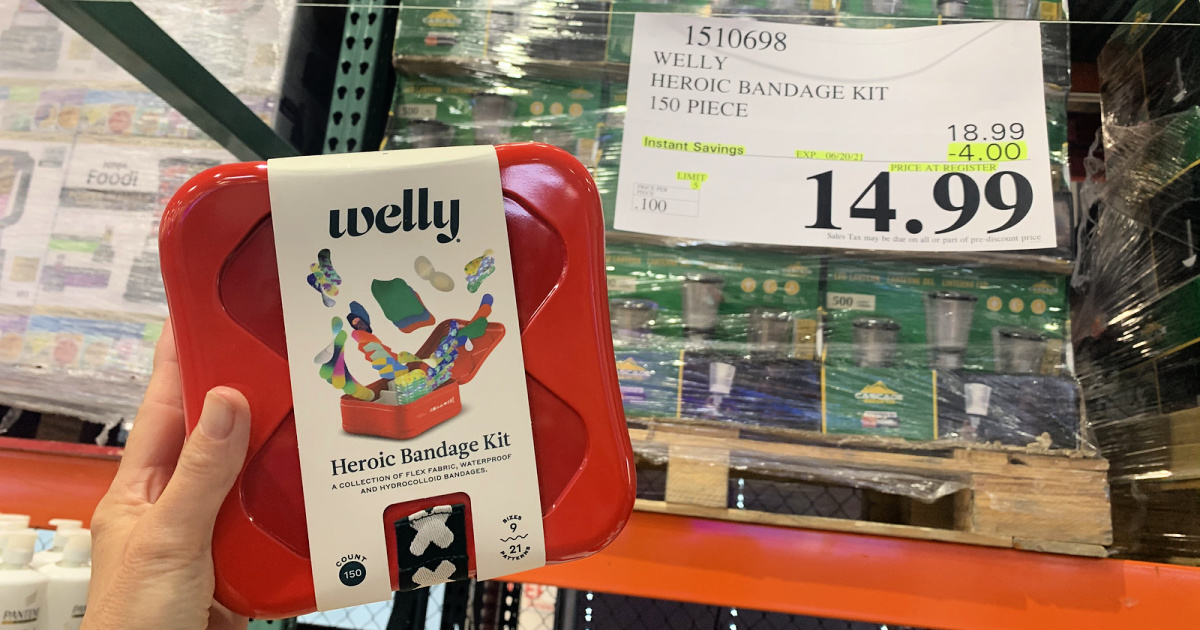 1510698
WELLY
HEROIC BANDAGE KIT
150 PIECE
18.99
Instant Savings
EXP. 06/20/21
-4.00
LIMIT
5
PRICE AT REGISTER
PRICE PER
PIECE
.100
14.99
Sales Tax may be due on all or part of pre-discount price
welly
Heroic Bandage Kit
A COLLECTION OF FLEX FABRIC, WATERPROOF
AND HYDROCOLLOID BANDAGES.
COUNT
150
SIZES
9
21
PATTERNS
Foodi
500
500
CASCADE
PANTENE